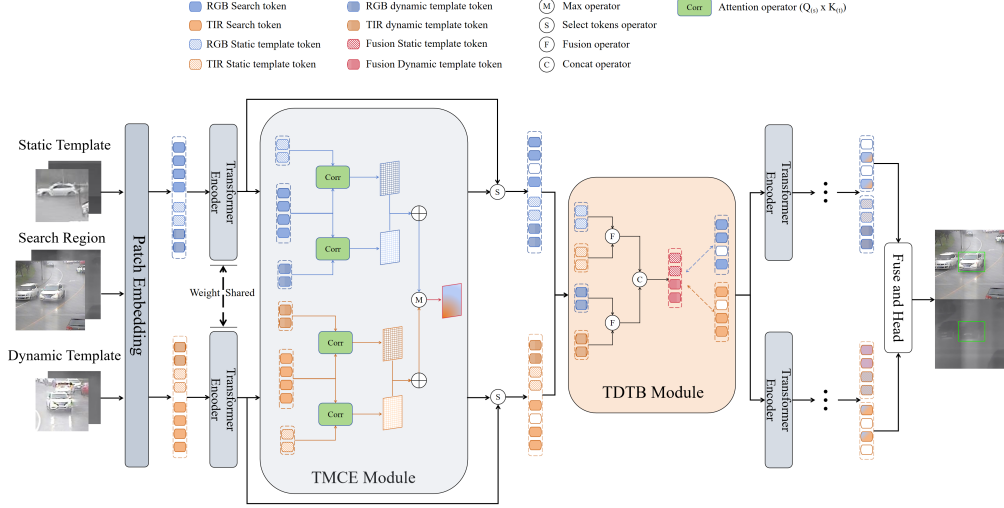 RGB Search token
RGB dynamic template token
M Max operator
Corr Attention operator (Q(s) x K(t))
TIR Search token
TIR dynamic template token
S Select tokens operator
RGB Static template token
Fusion Static template token
F Fusion operator
TIR Static template token
Fusion Dynamic template token
C Concat operator
Static Template
Search Region
Dynamic Template
Patch Embedding
Transformer
Encoder
Weight Shared
Transformer
Encoder
Corr
Corr
M
Corr
Corr
TMCE Module
S
S
F
C
F
TDTB Module
Transformer
Encoder
Transformer
Encoder
Fuse and Head